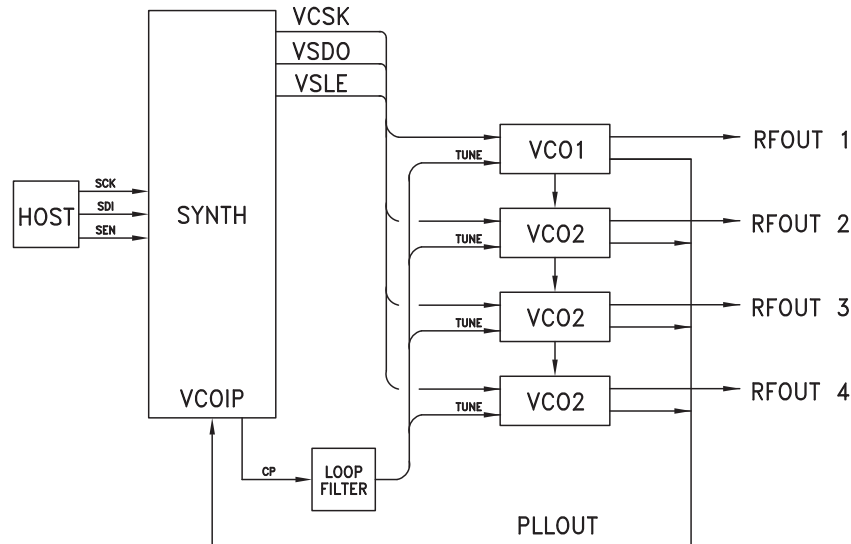 VCSK
VSDO
VSLE
VCO1
RFOUT 1
TUNE
HOST
SCK
SDI
SEN
SYNTH
VCO2
RFOUT 2
TUNE
VCO2
RFOUT 3
TUNE
VCOIP
VCO2
RFOUT 4
TUNE
CP
LOOP
FILTER
PLLOUT